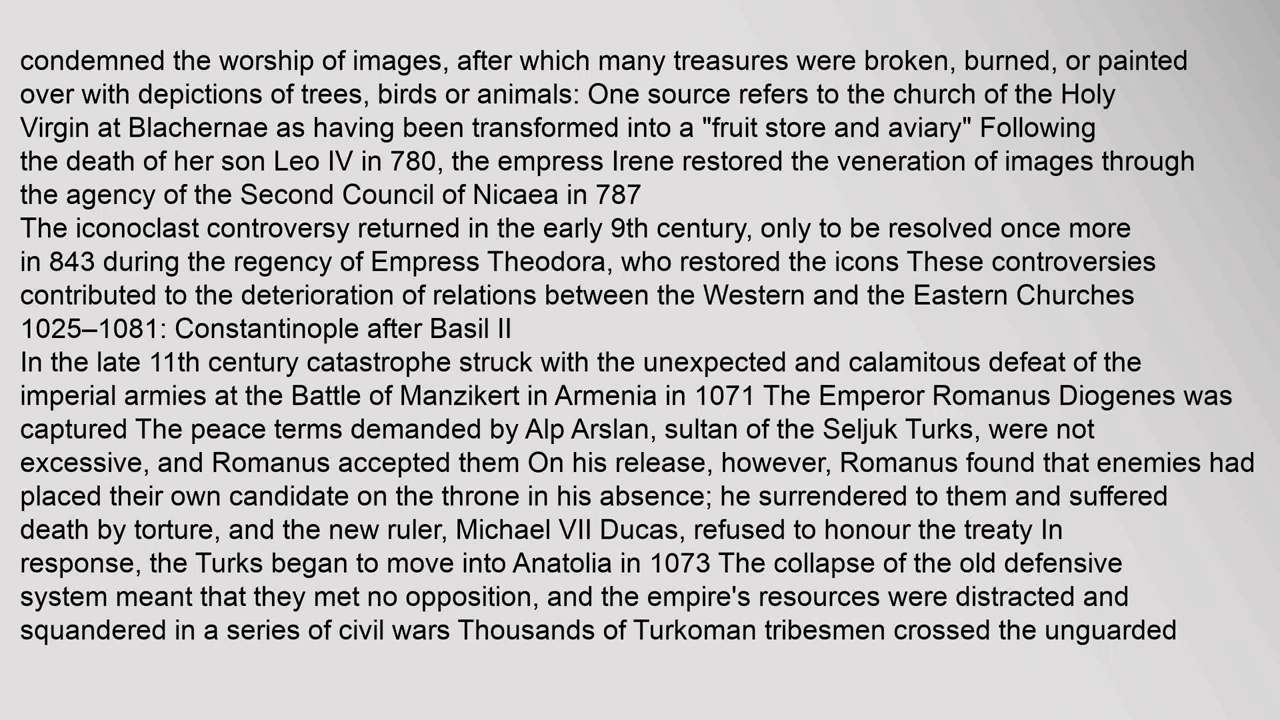 condemned the worship of images, after which many treasures were broken, burned, or painted
over with depictions of trees, birds or animals: One source refers to the church of the Holy
Virgin at Blachernae as having been transformed into a "fruit store and aviary" Following
the death of her son Leo IV in 780, the empress Irene restored the veneration of images through
the agency of the Second Council of Nicaea in 787
The iconoclast controversy returned in the early 9th century, only to be resolved once more
in 843 during the regency of Empress Theodora, who restored the icons These controversies
contributed to the deterioration of relations between the Western and the Eastern Churches
1025–1081: Constantinople after Basil II
In the late 11th century catastrophe struck with the unexpected and calamitous defeat of the
imperial armies at the Battle of Manzikert in Armenia in 1071 The Emperor Romanus Diogenes was
captured The peace terms demanded by Alp Arslan, sultan of the Seljuk Turks, were not
excessive, and Romanus accepted them On his release, however, Romanus found that enemies had
placed their own candidate on the throne in his absence; he surrendered to them and suffered
death by torture, and the new ruler, Michael VII Ducas, refused to honour the treaty In
response, the Turks began to move into Anatolia in 1073 The collapse of the old defensive
system meant that they met no opposition, and the empire's resources were distracted and
squandered in a series of civil wars Thousands of Turkoman tribesmen crossed the unguarded